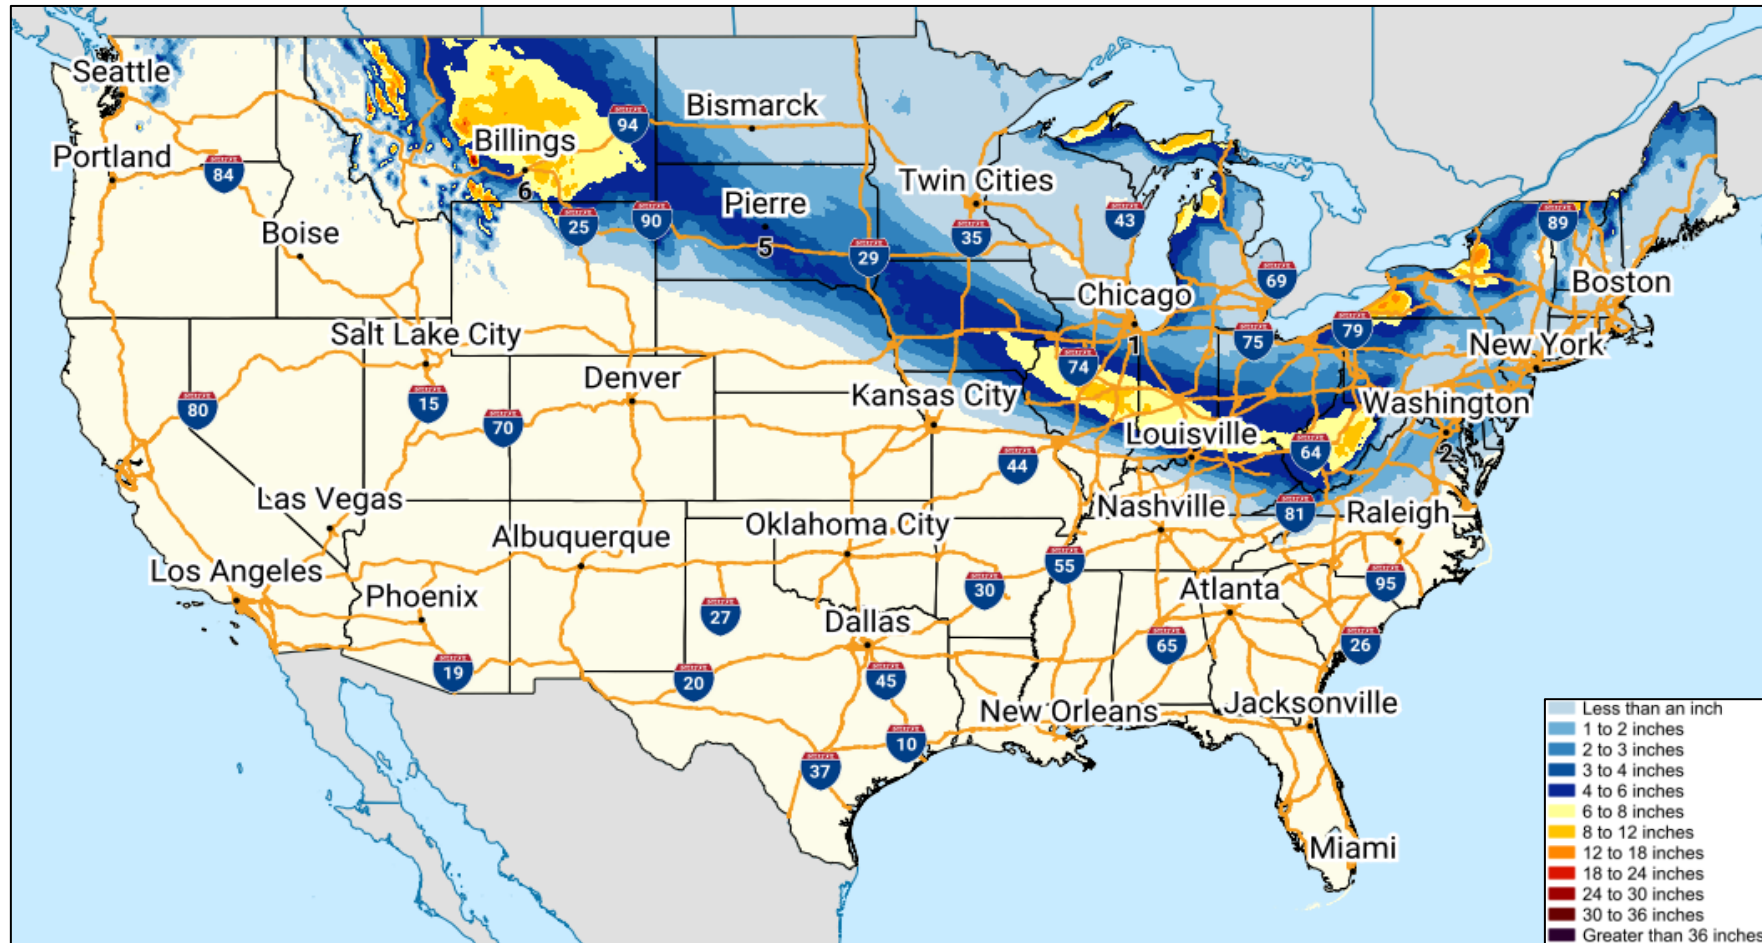 Seattle
Bismarck
94
Billings
Portland
84
Twin Cities
6
Pierre
43
90
25
Boise
5
35
89
29
69
Boston
Chicago
Salt Lake City
79
75
1
New York
74
Denver
Kansas City
15
80
Washington
70
Louisville
64
2
44
Las Vegas
Nashville
81
Raleigh
Oklahoma City
Albuquerque
55
Los Angeles
95
Phoenix
30
Atlanta
27
Dallas
65
26
19
20
45
Jacksonville
New Orleans
10
37
Miami
Less than an inch
1 to 2 inches
2 to 3 inches
3 to 4 inches
4 to 6 inches
6 to 8 inches
8 to 12 inches
12 to 18 inches
18 to 24 inches
24 to 30 inches
30 to 36 inches
Greater than 36 inches